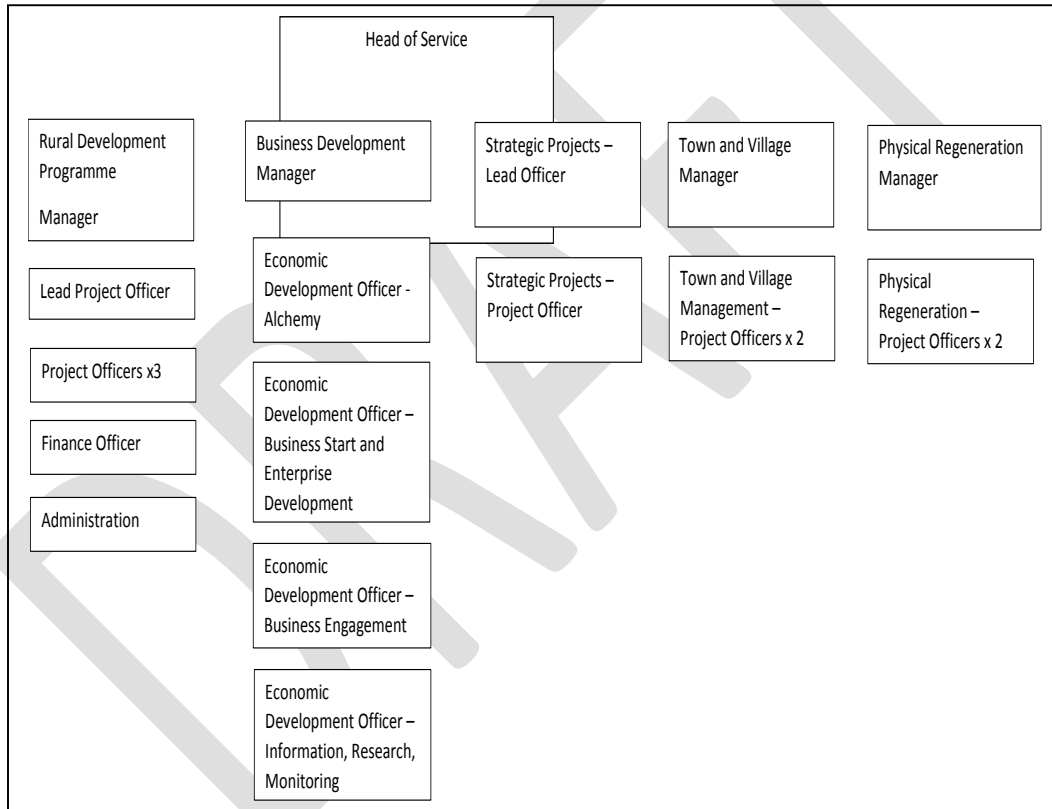 Head of Service
Rural Development
Programme
Manager
Business Development
Manager
Strategic Projects –
Lead Officer
Town and Village
Manager
Physical Regeneration
Manager
Lead Project Officer
Economic
Development Officer -
Alchemy
Strategic Projects –
Project Officer
Town and Village
Management –
Project Officers x 2
Physical
Regeneration –
Project Officers x 2
Project Officers x3
Economic
Development Officer –
Business Start and
Enterprise
Development
Finance Officer
Administration
Economic
Development Officer –
Business Engagement
Economic
Development Officer –
Information, Research,
Monitoring
DRAFT